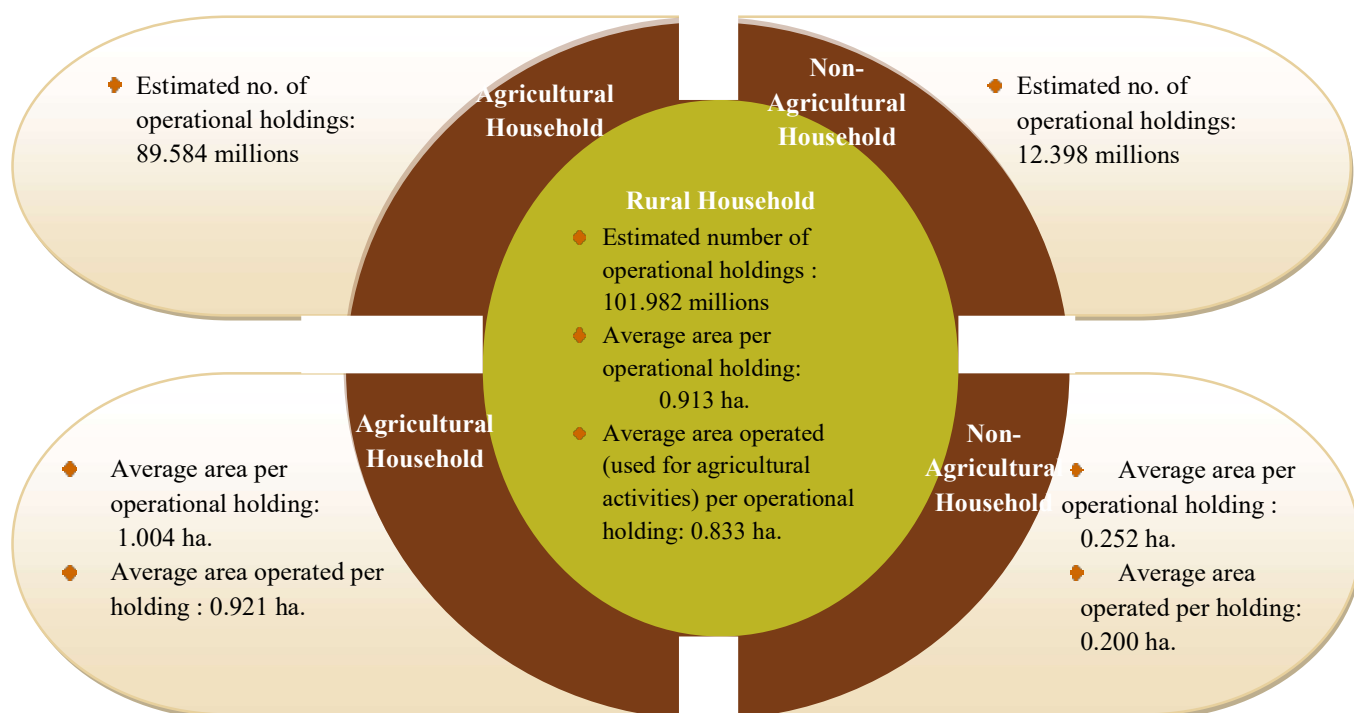 Estimated no. of
operational holdings:
89.584 millions
Agricultural
Household
Non-
Agricultural
Household
Estimated no. of
operational holdings:
12.398 millions
Rural Household
Estimated number of
operational holdings :
101.982 millions
Average area per
operational holding:
0.913 ha.
Average area operated
(used for agricultural
activities) per operational
holding: 0.833 ha.
Agricultural
Household
Average area per
operational holding:
1.004 ha.
Average area operated per
holding : 0.921 ha.
Non-
Agricultural
Household
Average area per
operational holding :
0.252 ha.
Average area
operated per holding:
0.200 ha.